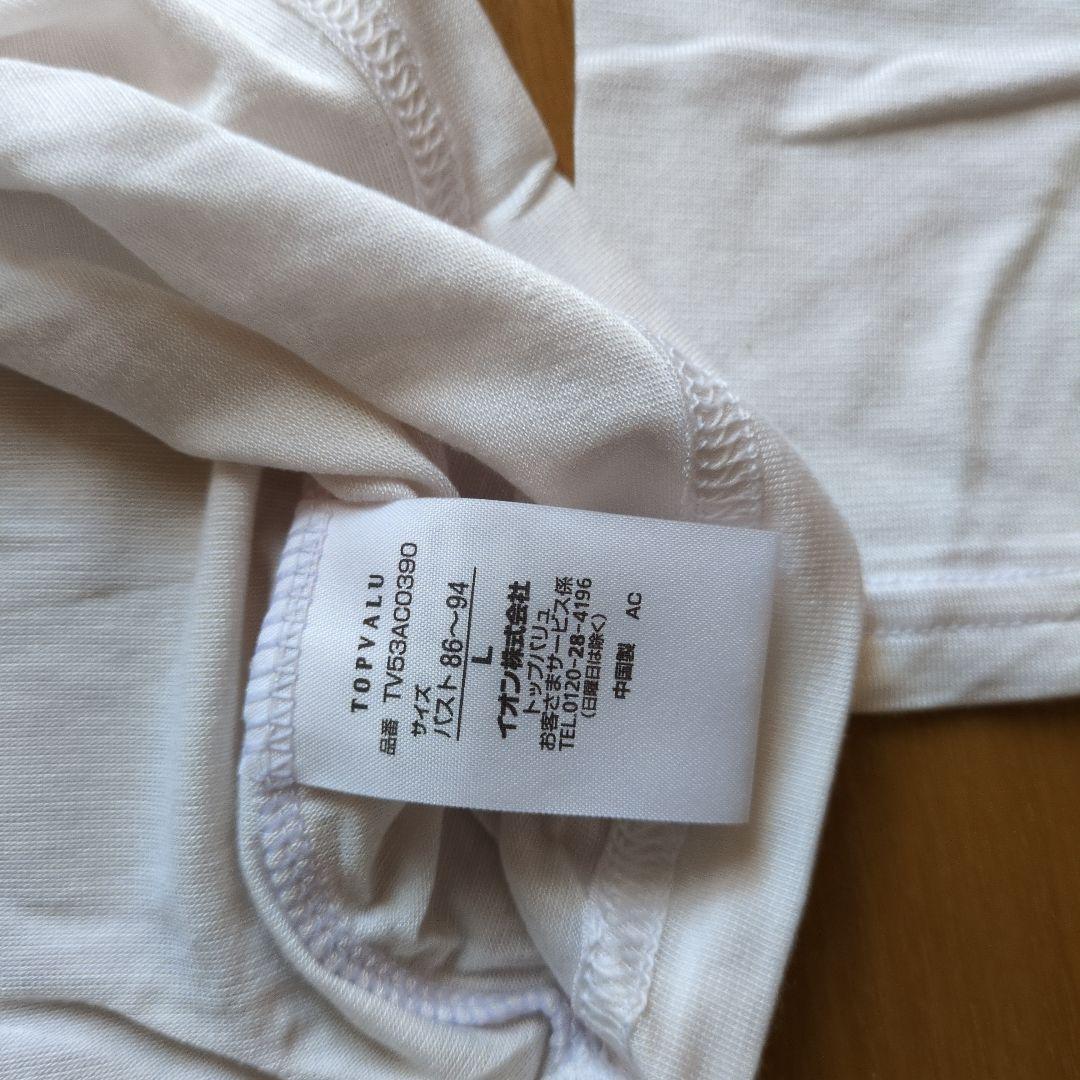 TOPVALU
品番 TV53AC0390
サイズ
バスト 86～94
L
イオン株式会社
トップバリュ
お客さまサービス係
TEL.0120-28-4196
(日曜日は除く)
中国製 AC